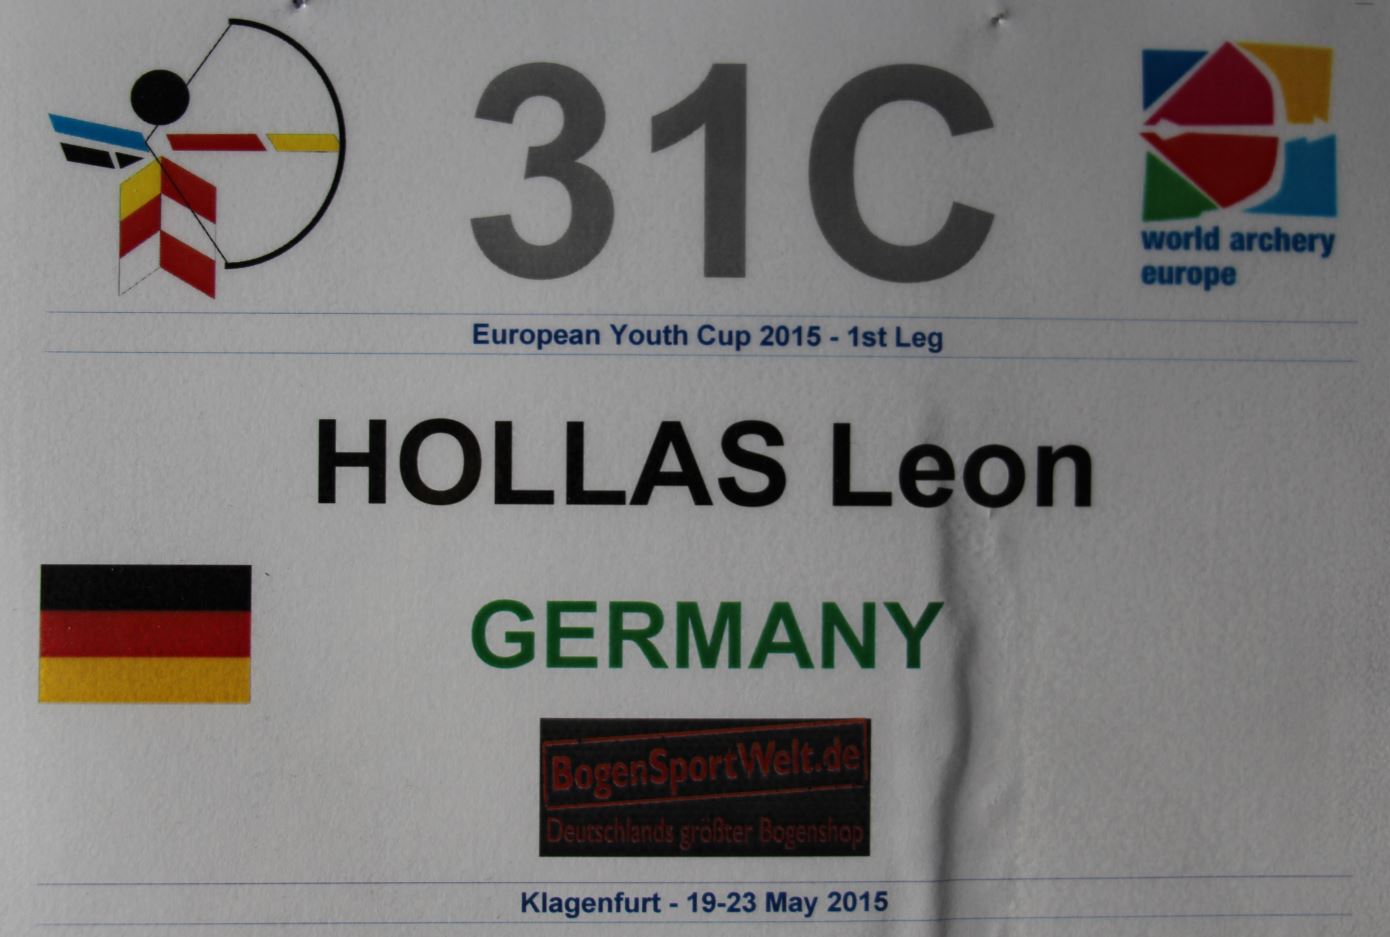 31C
world archery
europe
European Youth Cup 2015 - 1st Leg
HOLLAS Leon
GERMANY
BogenSportWelt.de
Deutschlands größter Bogenshop
Klagenfurt - 19-23 May 2015